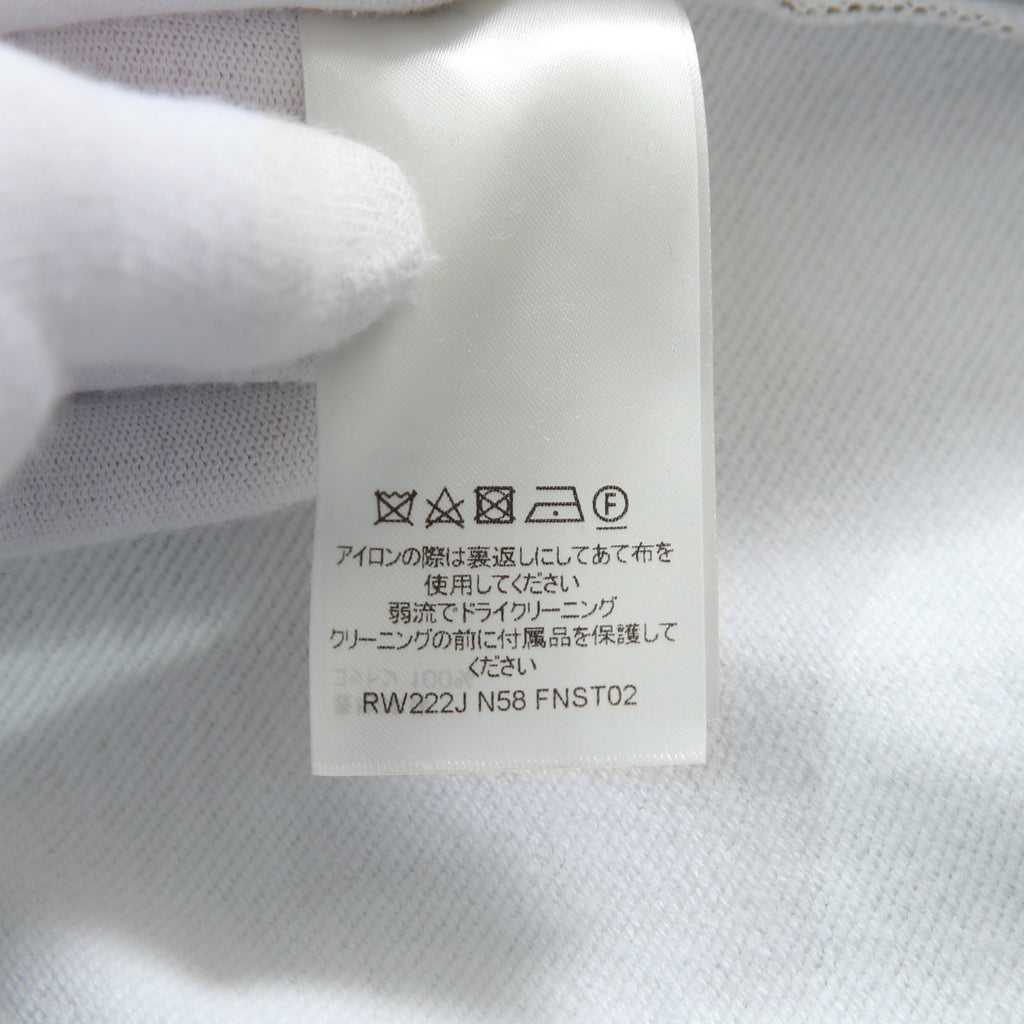 F
アイロンの際は裏返しにしてあて布を
使用してください
弱流でドライクリーニング
クリーニングの前に付属品を保護して
ください
RW222J N58 FNST02